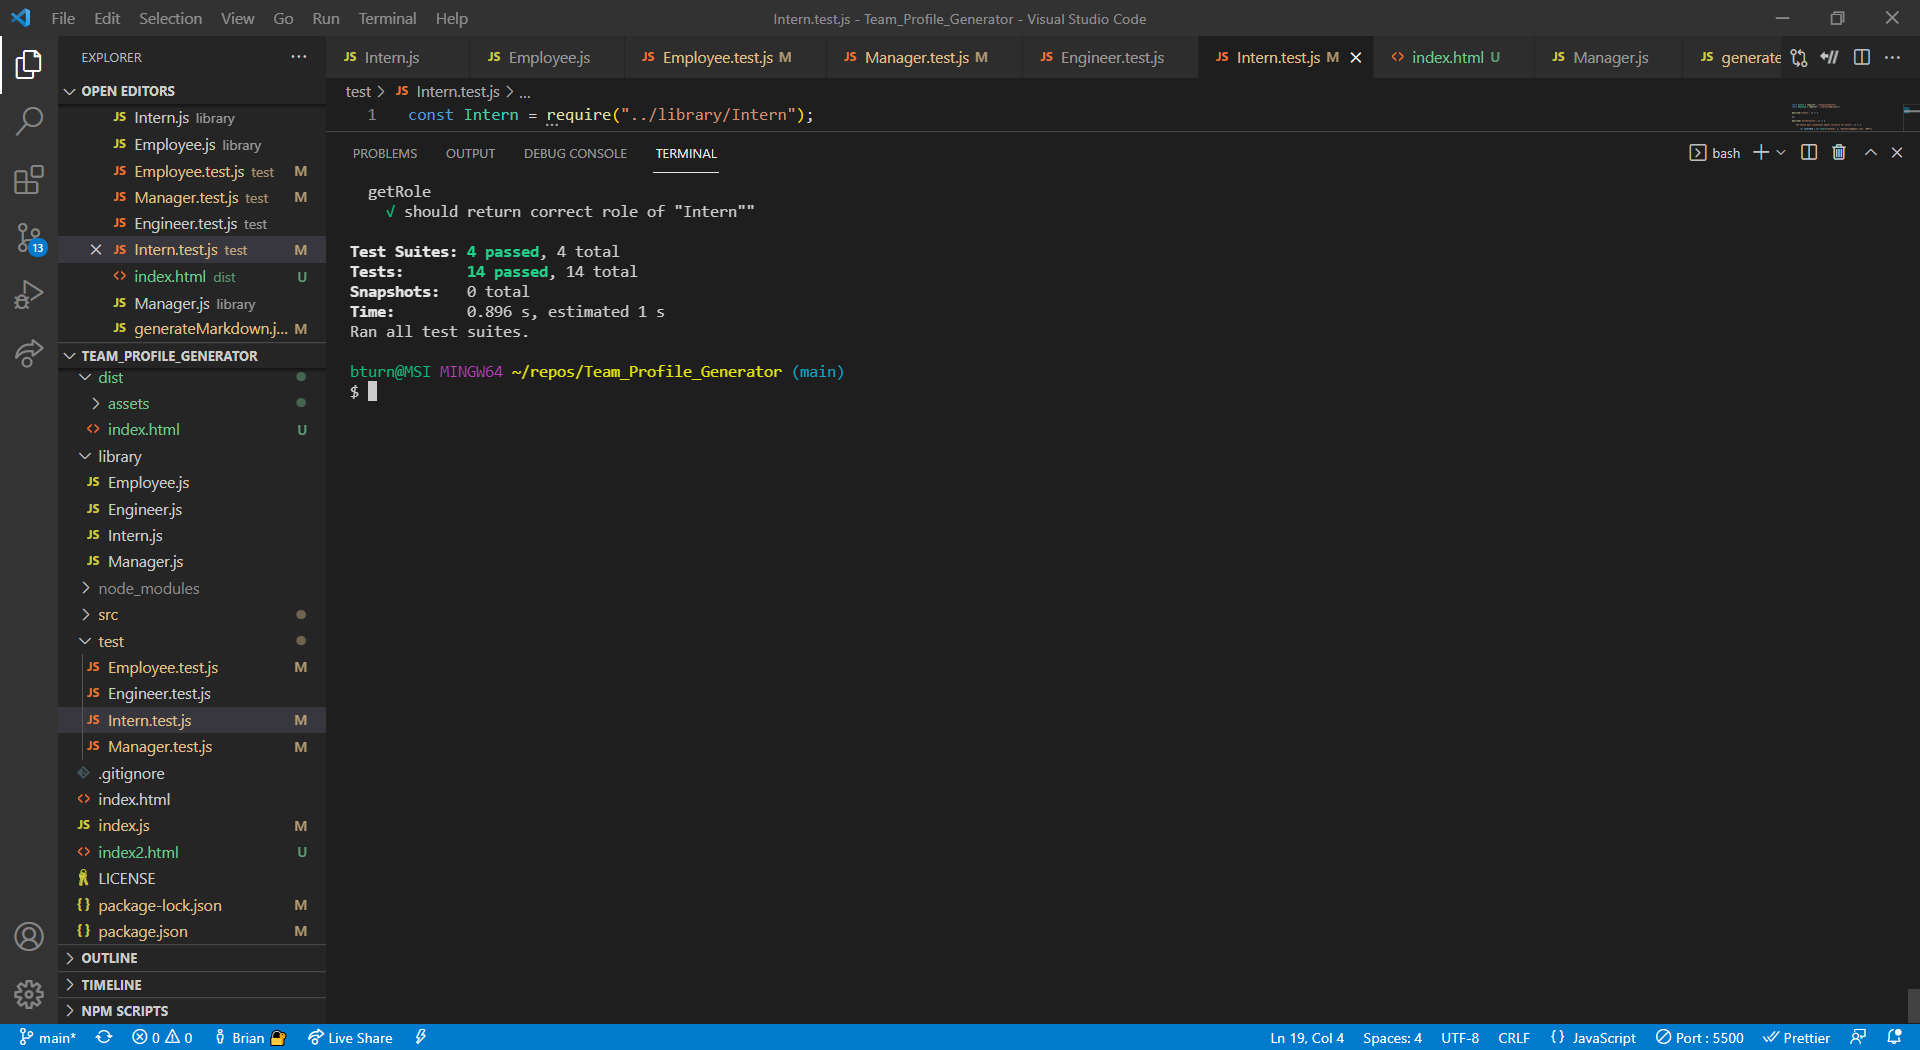 File Edit Selection View Go Run Terminal Help
Intern.test.js - Team_Profile_Generator - Visual Studio Code
EXPLORER
OPEN EDITORS
JS Intern.js library
JS Employee.js library
JS Employee.test.js test M
JS Manager.test.js test M
JS Engineer.test.js test
JS Intern.test.js test M
index.html dist U
JS Manager.js library
JS generateMarkdown.j... M
TEAM_PROFILE_GENERATOR
dist
assets
index.html U
library
JS Employee.js
JS Engineer.js
JS Intern.js
JS Manager.js
node_modules
src
test
JS Employee.test.js M
JS Engineer.test.js
JS Intern.test.js M
JS Manager.test.js M
.gitignore
index.html
JS index.js M
index2.html U
LICENSE
{} package-lock.json M
{} package.json M
OUTLINE
TIMELINE
NPM SCRIPTS
13
JS Intern.js JS Employee.js JS Employee.test.js M JS Manager.test.js M JS Engineer.test.js JS Intern.test.js M index.html U JS Manager.js JS generate
test > JS Intern.test.js > ...
1 const Intern = require("../library/Intern");
PROBLEMS OUTPUT DEBUG CONSOLE TERMINAL
bash
getRole
√ should return correct role of "Intern""
Test Suites: 4 passed, 4 total
Tests: 14 passed, 14 total
Snapshots: 0 total
Time: 0.896 s, estimated 1 s
Ran all test suites.
bturn@MSI MINGW64 ~/repos/Team_Profile_Generator (main)
$
main* 0 0 Brian Live Share Ln 19, Col 4 Spaces: 4 UTF-8 CRLF {} JavaScript Port : 5500 Prettier